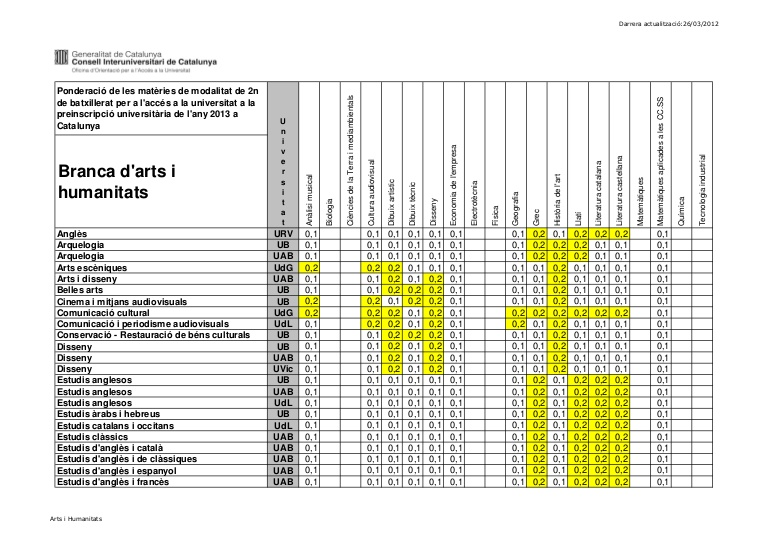 Darrera actualització:26/03/2012
Generalitat de Catalunya
Consell Interuniversitari de Catalunya
Oficina d'Orientació per a l'Accés a la Universitat
Ponderació de les matèries de modalitat de 2n
de batxillerat per a l'accés a la universitat a la
preinscripció universitària de l'any 2013 a
Catalunya
Branca d'arts i
humanitats
Universitat
Anàlisi musical
Biologia
Ciències de la Terra i mediambientals
Cultura audiovisual
Dibuix artístic
Dibuix tècnic
Disseny
Economia de l'empresa
Electrotècnia
Física
Geografia
Grec
Història de l'art
Llatí
Literatura catalana
Literatura castellana
Matemàtiques
Matemàtiques aplicades a les CC.SS
Química
Tecnologia industrial
Anglès URV 0,1 0,1 0,1 0,1 0,1 0,1 0,1 0,2 0,1 0,2 0,2 0,2 0,1
Arquelogia UB 0,1 0,1 0,1 0,1 0,1 0,1 0,1 0,2 0,2 0,2 0,1 0,1 0,1
Arquelogia UAB 0,1 0,1 0,1 0,1 0,1 0,1 0,1 0,2 0,2 0,2 0,1 0,1 0,1
Arts escèniques UdG 0,2 0,2 0,2 0,1 0,1 0,1 0,1 0,1 0,2 0,1 0,1 0,1 0,1
Arts i disseny UAB 0,1 0,1 0,2 0,1 0,2 0,1 0,1 0,1 0,2 0,1 0,1 0,1 0,1
Belles arts UB 0,1 0,1 0,2 0,2 0,2 0,1 0,1 0,1 0,2 0,1 0,1 0,1 0,1
Cinema i mitjans audiovisuals UB 0,2 0,2 0,1 0,2 0,2 0,1 0,1 0,1 0,2 0,1 0,1 0,1 0,1
Comunicació cultural UdG 0,2 0,2 0,2 0,1 0,2 0,1 0,2 0,2 0,2 0,2 0,2 0,2 0,1
Comunicació i periodisme audiovisuals UdL 0,1 0,2 0,2 0,1 0,2 0,1 0,2 0,1 0,2 0,1 0,1 0,1 0,1
Conservació - Restauració de béns culturals UB 0,1 0,1 0,2 0,2 0,2 0,1 0,1 0,1 0,2 0,1 0,1 0,1 0,1
Disseny UB 0,1 0,1 0,2 0,1 0,2 0,1 0,1 0,1 0,2 0,1 0,1 0,1 0,1
Disseny UAB 0,1 0,1 0,2 0,1 0,2 0,1 0,1 0,1 0,2 0,1 0,1 0,1 0,1
Disseny UVic 0,1 0,1 0,2 0,1 0,2 0,1 0,1 0,1 0,2 0,1 0,1 0,1 0,1
Estudis anglesos UB 0,1 0,1 0,1 0,1 0,1 0,1 0,1 0,2 0,1 0,2 0,2 0,2 0,1
Estudis anglesos UAB 0,1 0,1 0,1 0,1 0,1 0,1 0,1 0,2 0,1 0,2 0,2 0,2 0,1
Estudis anglesos UdL 0,1 0,1 0,1 0,1 0,1 0,1 0,1 0,2 0,1 0,2 0,2 0,2 0,1
Estudis àrabs i hebreus UB 0,1 0,1 0,1 0,1 0,1 0,1 0,1 0,2 0,1 0,2 0,2 0,2 0,1
Estudis catalans i occitans UdL 0,1 0,1 0,1 0,1 0,1 0,1 0,1 0,2 0,1 0,2 0,2 0,2 0,1
Estudis clàssics UAB 0,1 0,1 0,1 0,1 0,1 0,1 0,1 0,2 0,1 0,2 0,2 0,2 0,1
Estudis d'anglès i català UAB 0,1 0,1 0,1 0,1 0,1 0,1 0,1 0,2 0,1 0,2 0,2 0,2 0,1
Estudis d'anglès i de clàssiques UAB 0,1 0,1 0,1 0,1 0,1 0,1 0,1 0,2 0,1 0,2 0,2 0,2 0,1
Estudis d'anglès i espanyol UAB 0,1 0,1 0,1 0,1 0,1 0,1 0,1 0,2 0,1 0,2 0,2 0,2 0,1
Estudis d'anglès i francès UAB 0,1 0,1 0,1 0,1 0,1 0,1 0,1 0,2 0,1 0,2 0,2 0,2 0,1
Arts i Humanitats